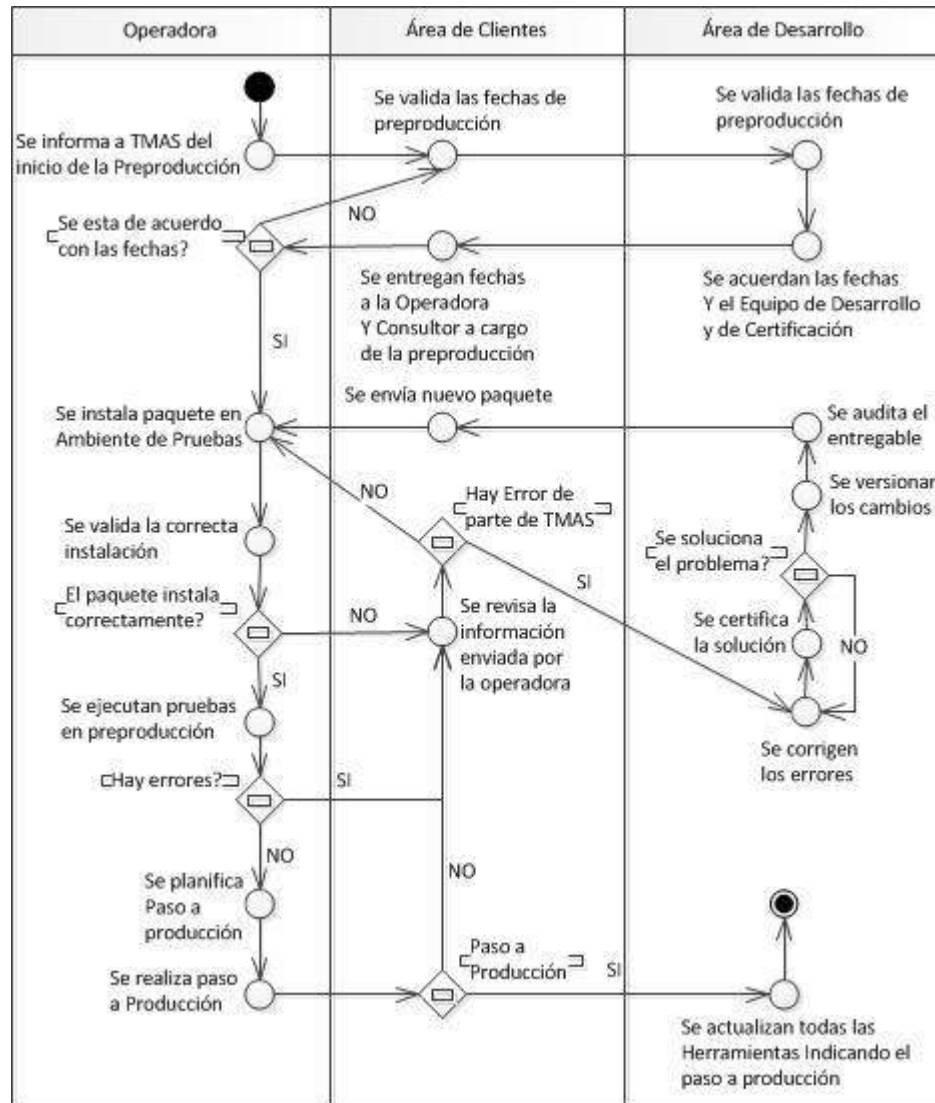 Operadora
Área de Clientes
Área de Desarrollo
Se informa a TMAS del
inicio de la Preproducción
Se valida las fechas de
preproducción
Se valida las fechas de
preproducción
Se esta de acuerdo
con las fechas?
NO
Se entregan fechas
a la Operadora
Y Consultor a cargo
de la preproducción
Se acuerdan las fechas
Y el Equipo de Desarrollo
y de Certificación
SI
Se instala paquete en
Ambiente de Pruebas
Se envía nuevo paquete
Se audita el
entregable
NO
Hay Error de
parte de TMAS
Se versionan
los cambios
Se valida la correcta
instalación
Se soluciona
el problema?
SI
El paquete instala
correctamente?
NO
Se revisa la
información
enviada por
la operadora
Se certifica
la solución
NO
SI
Se ejecutan pruebas
en preproducción
Se corrigen
los errores
Hay errores?
SI
NO
NO
Se planifica
Paso a
producción
Paso a
Producción
SI
Se realiza paso
a Producción
Se actualizan todas las
Herramientas Indicando el
paso a producción